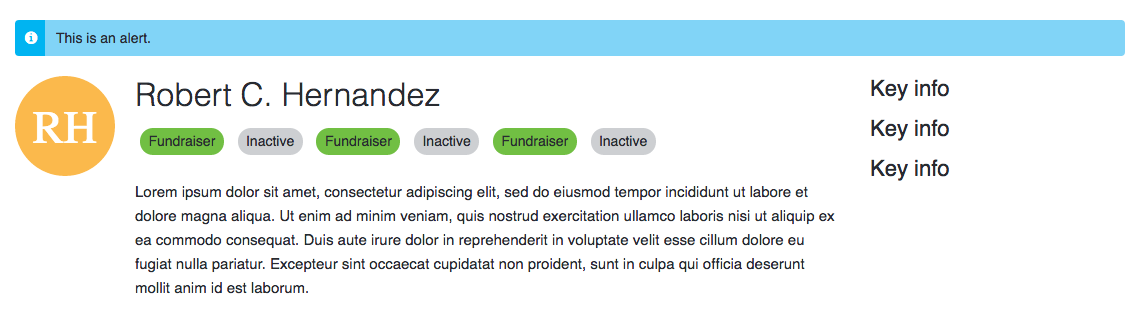 This is an alert.
RH
Robert C. Hernandez
Fundraiser Inactive Fundraiser Inactive Fundraiser Inactive
Lorem ipsum dolor sit amet, consectetur adipiscing elit, sed do eiusmod tempor incididunt ut labore et
dolore magna aliqua. Ut enim ad minim veniam, quis nostrud exercitation ullamco laboris nisi ut aliquip ex
ea commodo consequat. Duis aute irure dolor in reprehenderit in voluptate velit esse cillum dolore eu
fugiat nulla pariatur. Excepteur sint occaecat cupidatat non proident, sunt in culpa qui officia deserunt
mollit anim id est laborum.
Key info
Key info
Key info